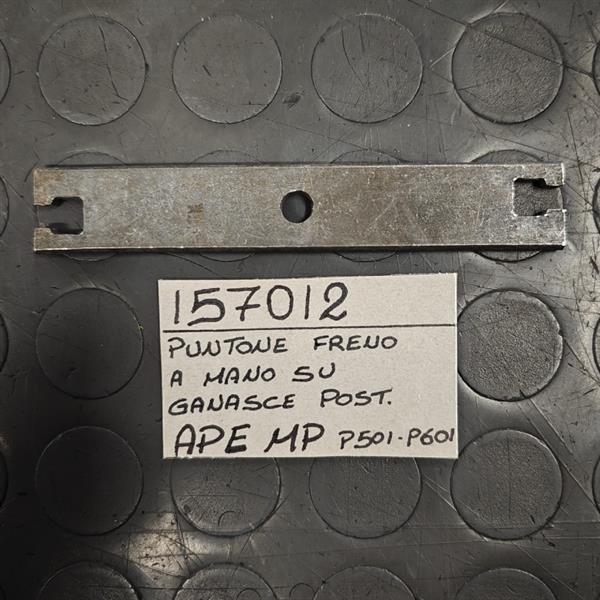 157012
PUNTONE FRENO
A MANO SU
GANASCE POST.
APE MP P501-P601